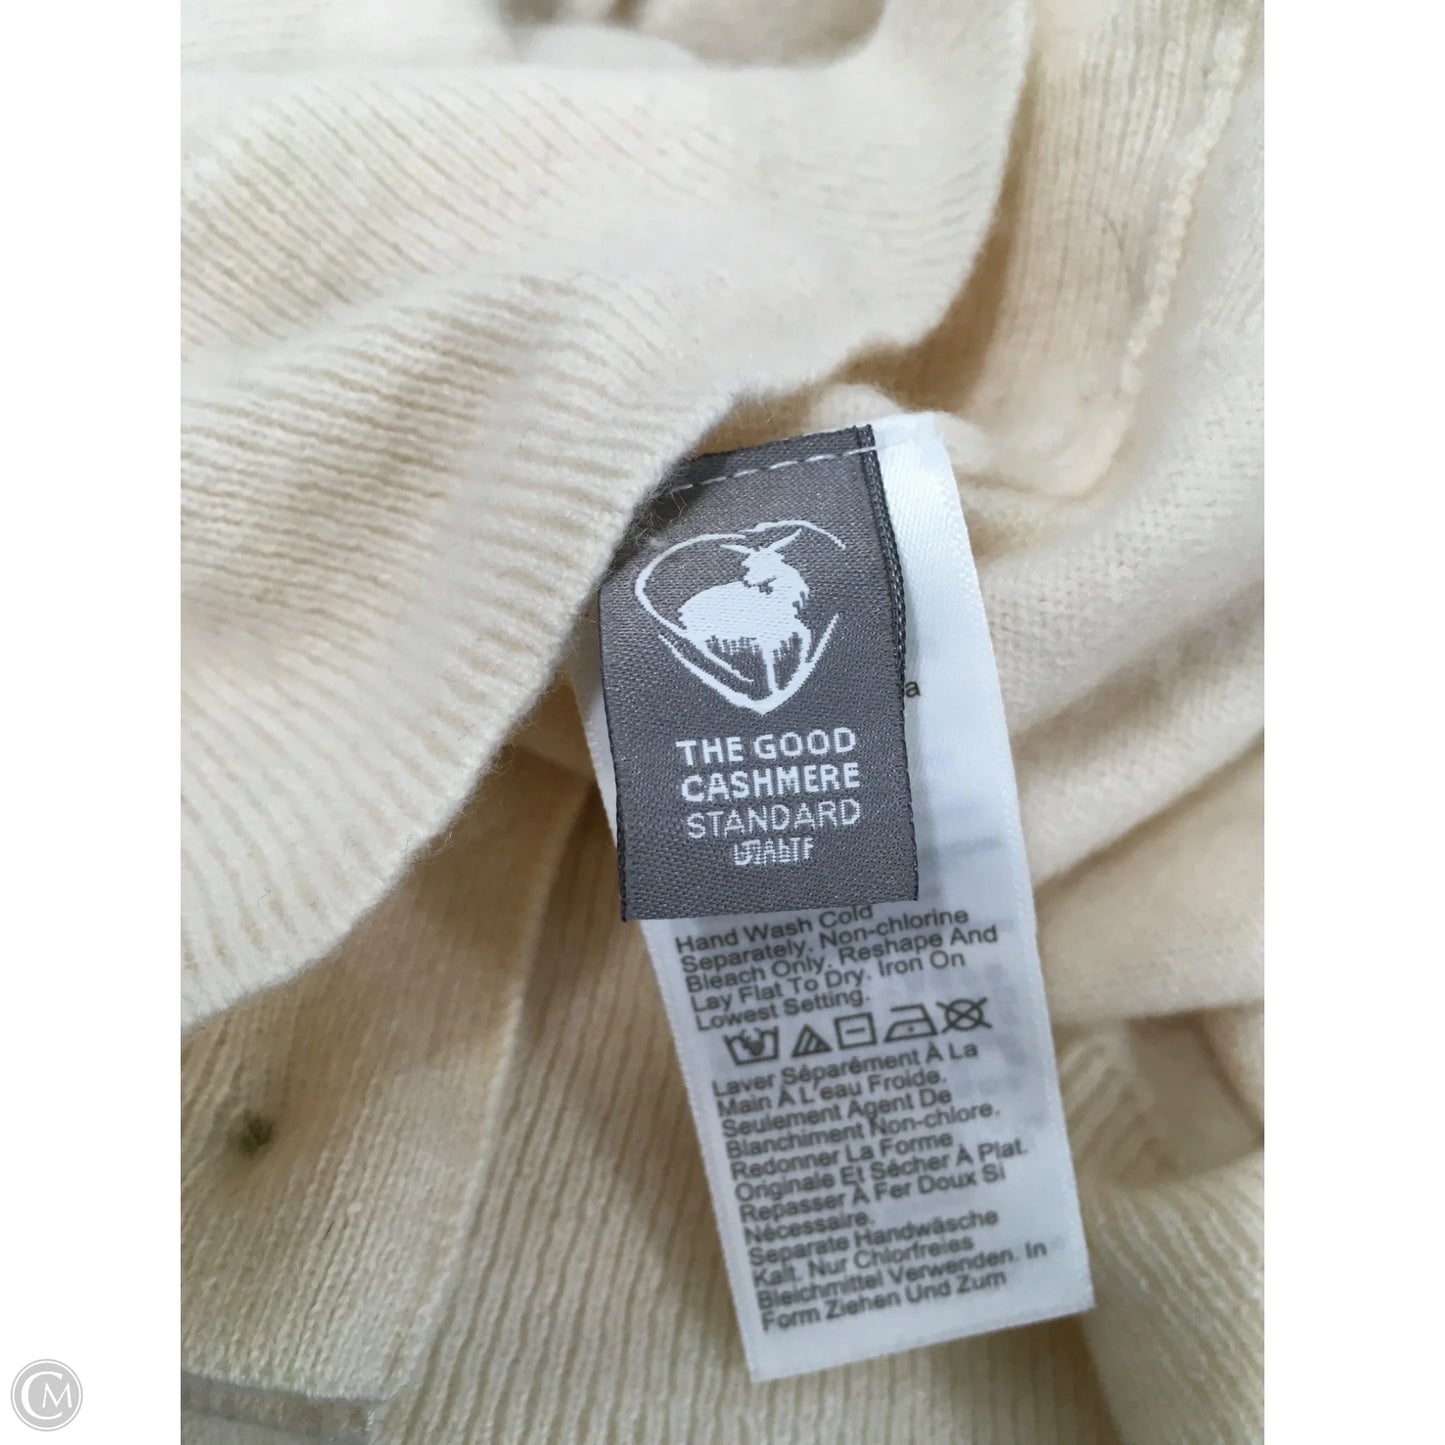 THE GOOD
CASHMERE
STANDARD
a
Hand Wash Cold
Separately. Non-chlorine
Bleach Only. Reshape And
Lay Flat To Dry. Iron On
Lowest Setting.
Laver Séparément À La
Main À L'eau Froide.
Seulement Agent De
Blanchiment Non-chlore.
Redonner La Forme
Originale Et Sécher À Plat.
Repasser À Fer Doux Si
Nécessaire.
Separate Handwäsche
Kalt. Nur Chlorfreies
Bleichmittel Verwenden. In
Form Ziehen Und Zum
CM